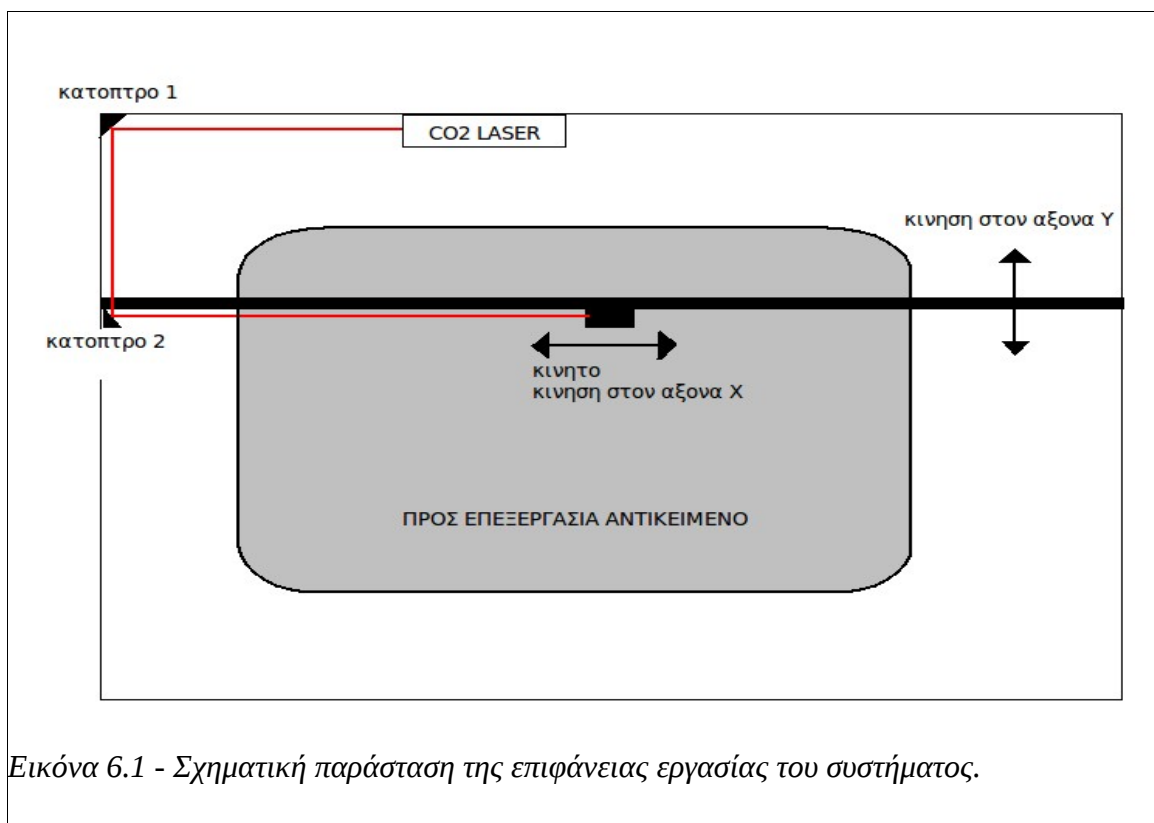 κατοπτρο 1
CO2 LASER
κινηση στον αξονα Y
κατοπτρο 2
κινητο
κινηση στον αξονα X
ΠΡΟΣ ΕΠΕΞΕΡΓΑΣΙΑ ΑΝΤΙΚΕΙΜΕΝΟ
Εικόνα 6.1 - Σχηματική παράσταση της επιφάνειας εργασίας του συστήματος.